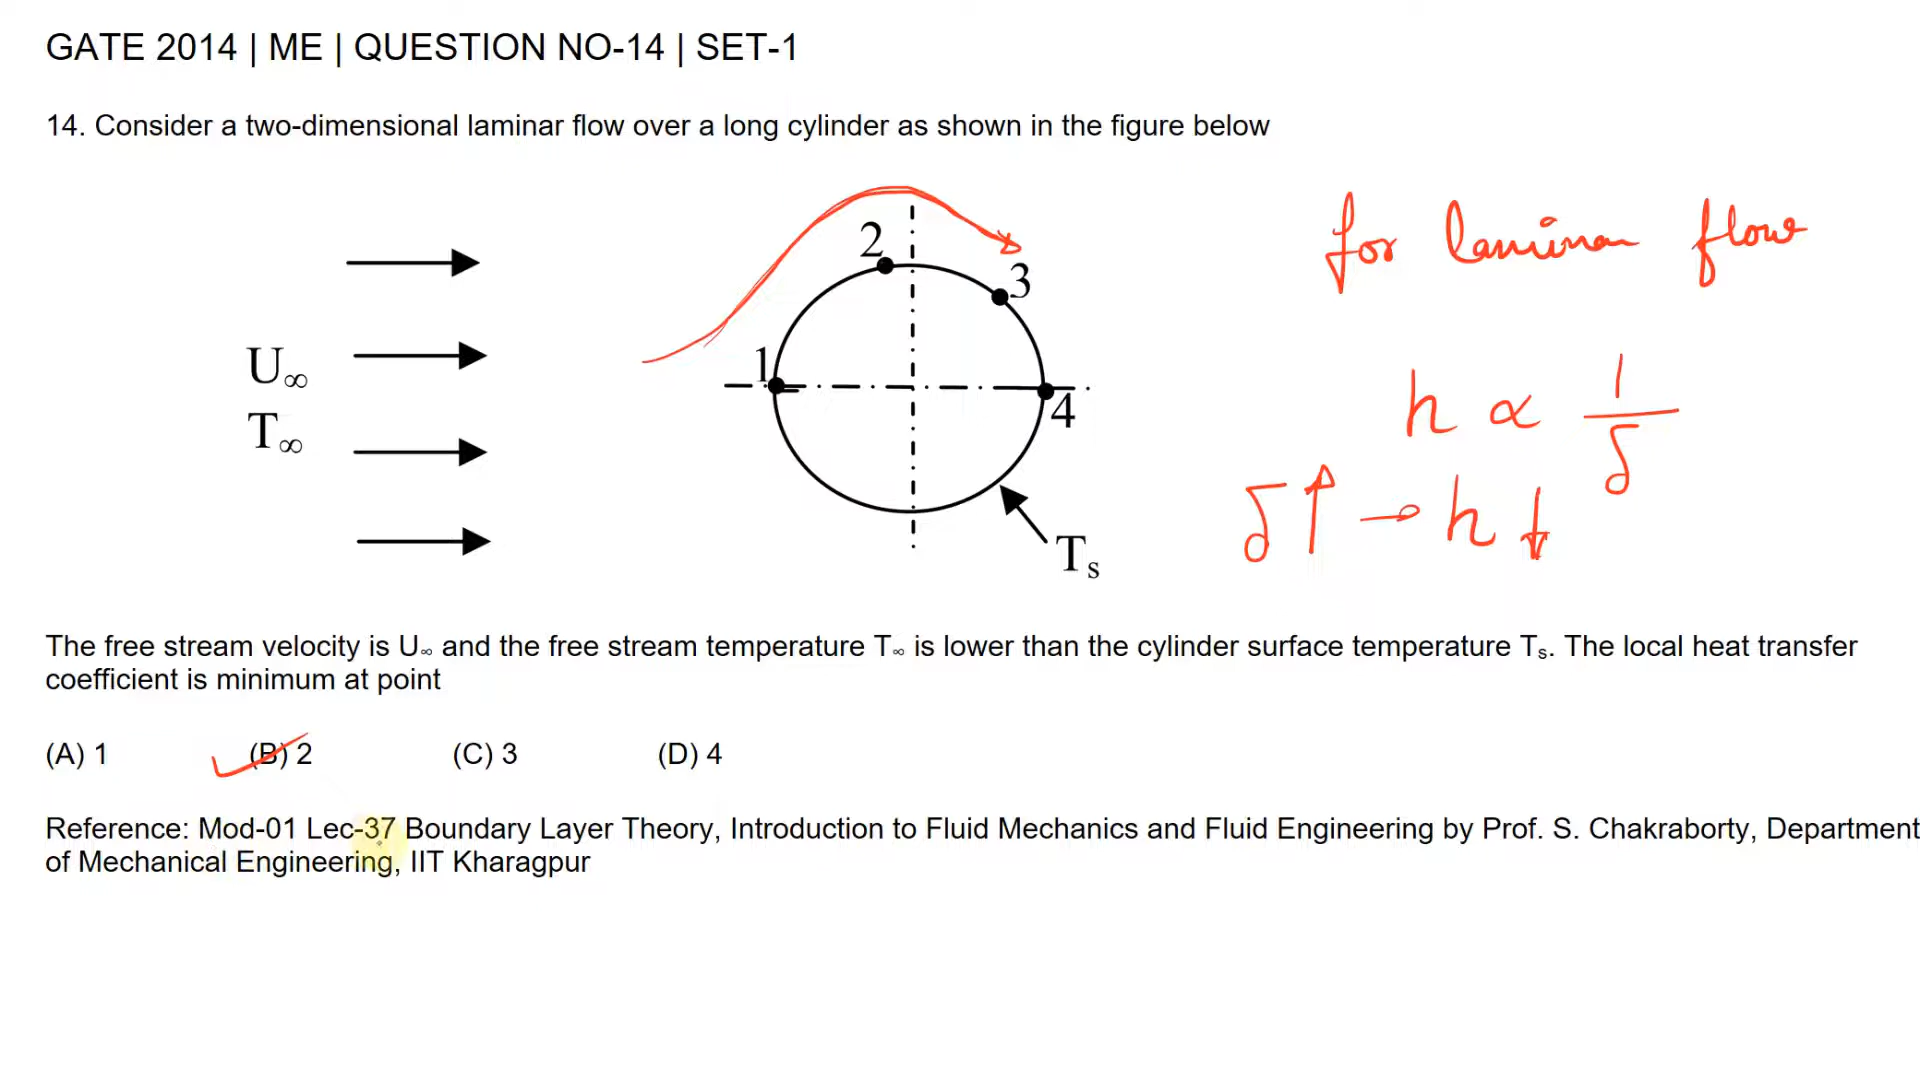 GATE 2014 | ME | QUESTION NO-14 | SET-1
14. Consider a two-dimensional laminar flow over a long cylinder as shown in the figure below
for laminar flow
2
3
1
4
U∞
T∞
Ts
h ∝ 1/δ
δ↑ → h↓
The free stream velocity is U∞ and the free stream temperature T∞ is lower than the cylinder surface temperature Ts. The local heat transfer
coefficient is minimum at point
(A) 1 (B) 2 (C) 3 (D) 4
Reference: Mod-01 Lec-37 Boundary Layer Theory, Introduction to Fluid Mechanics and Fluid Engineering by Prof. S. Chakraborty, Department
of Mechanical Engineering, IIT Kharagpur